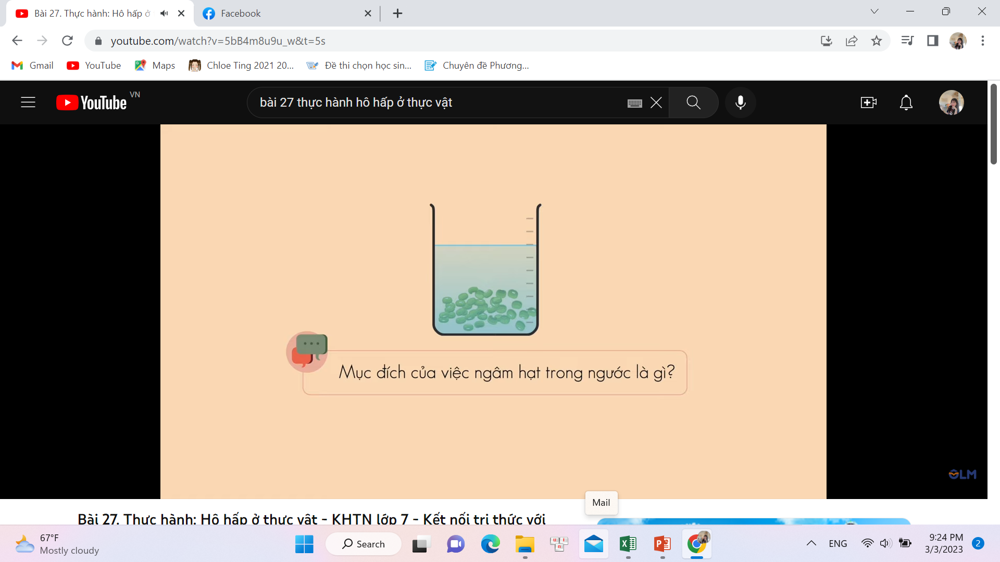 Bài 27. Thực hành: Hô hấp ở
Facebook
youtube.com/watch?v=5bB4m8u9u_w&t=5s
Gmail
YouTube
Maps
Chloe Ting 2021 20...
Đề thi chọn học sin...
Chuyên đề Phương...
YouTube VN
bài 27 thực hành hô hấp ở thực vật
Mục đích của việc ngâm hạt trong ngước là gì?
OLM
Mail
Bài 27. Thực hành: Hô hấp ở thực vật - KHTN lớp 7 - Kết nối tri thức với
67°F
Mostly cloudy
Search
ENG
9:24 PM
3/3/2023
2